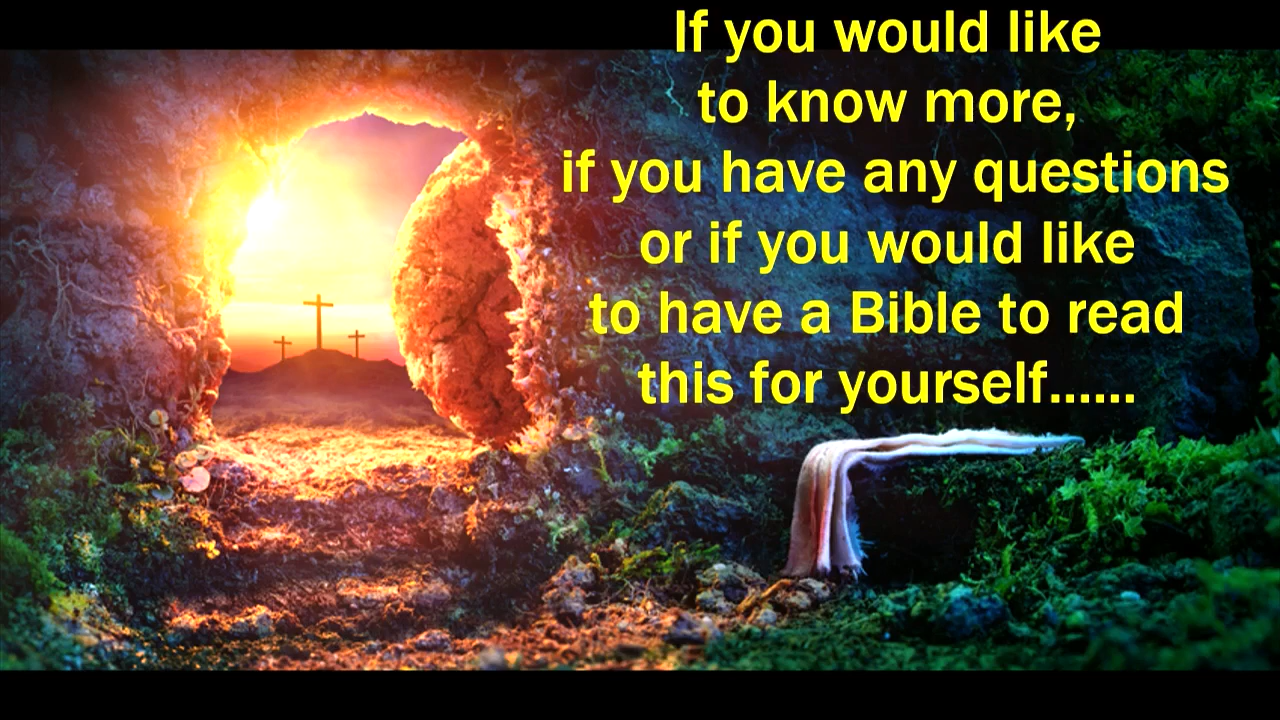 If you would like
to know more,
if you have any questions
or if you would like
to have a Bible to read
this for yourself......